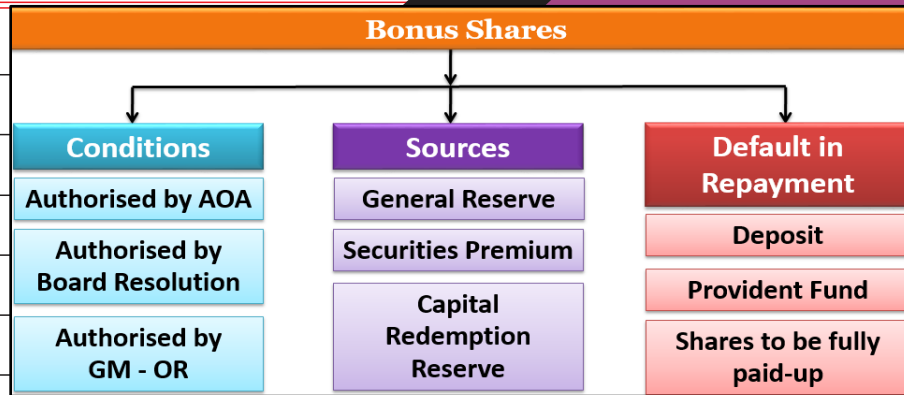 Bonus Shares
Conditions
Authorised by AOA
Authorised by
Board Resolution
Authorised by
GM - OR
Sources
General Reserve
Securities Premium
Capital
Redemption
Reserve
Default in
Repayment
Deposit
Provident Fund
Shares to be fully
paid-up